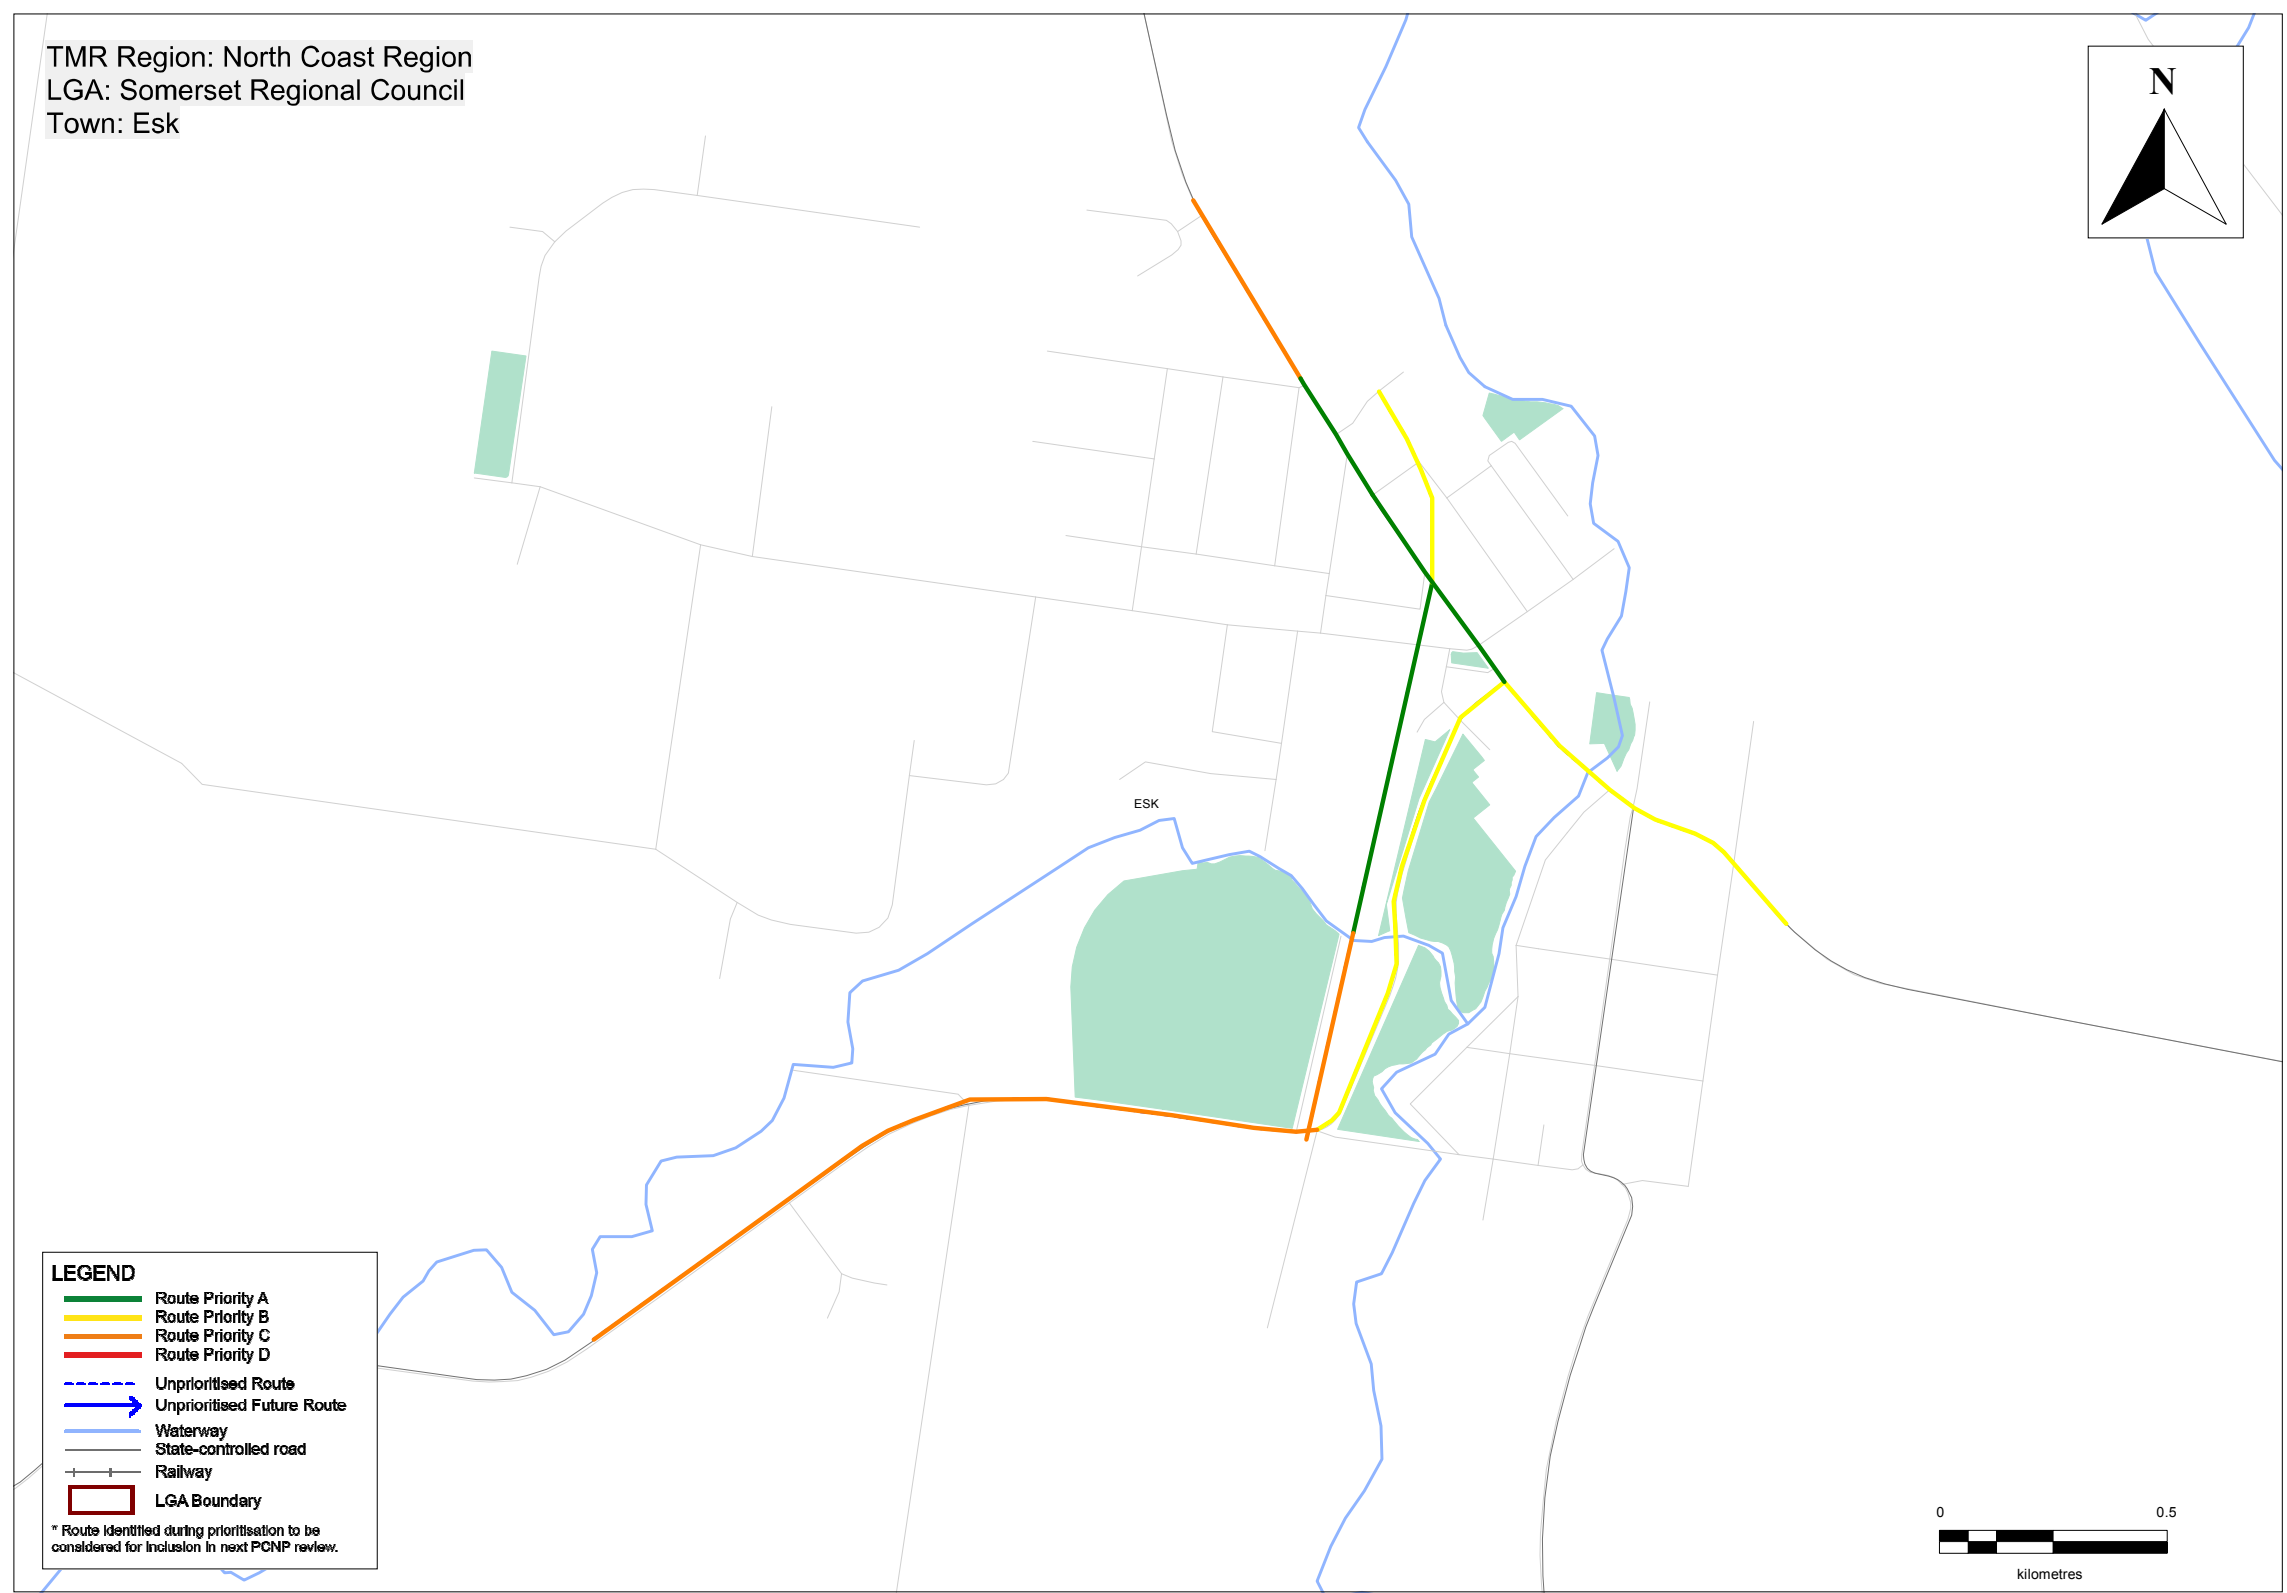 TMR Region: North Coast Region
LGA: Somerset Regional Council
Town: Esk
N
ESK
LEGEND
Route Priority A
Route Priority B
Route Priority C
Route Priority D
Unprioritised Route
Unprioritised Future Route
Waterway
State-controlled road
Railway
LGA Boundary
* Route identified during prioritisation to be
considered for inclusion in next PCNP review.
0 0.5
kilometres